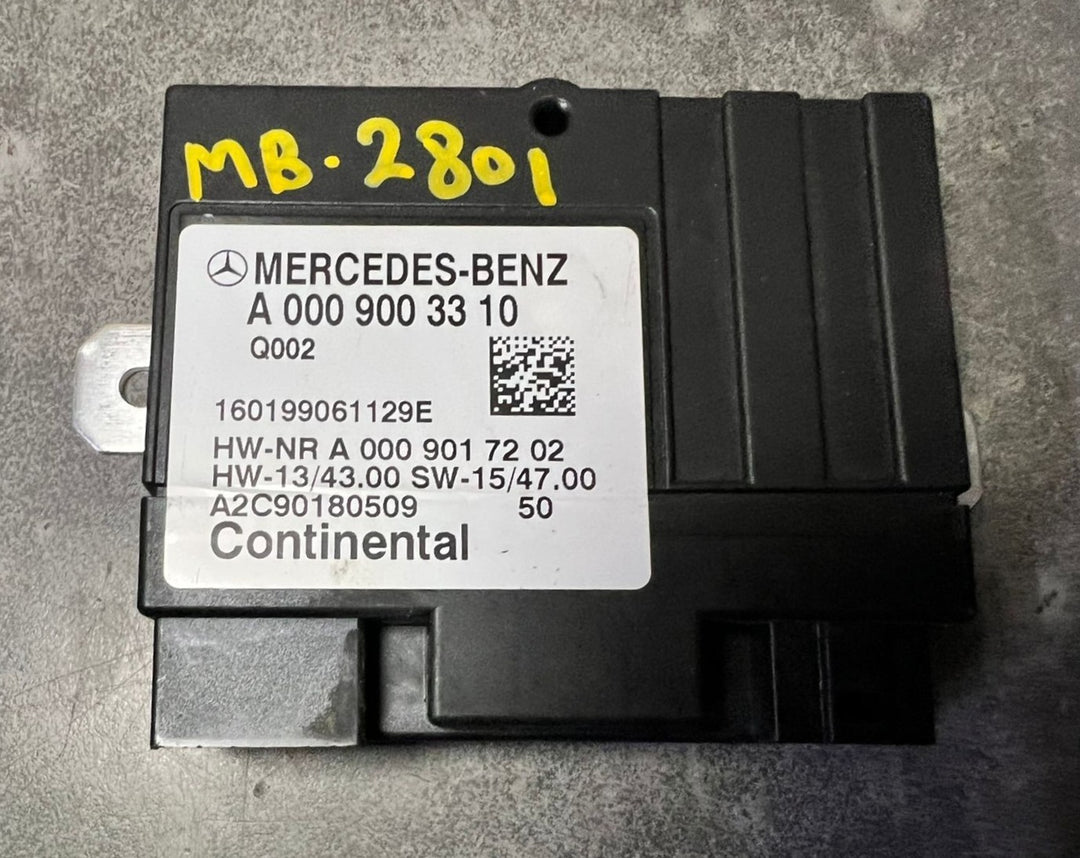 MB·2801
MERCEDES-BENZ
A 000 900 33 10
Q002
160199061129E
HW-NR A 000 901 72 02
HW-13/43.00 SW-15/47.00
A2C90180509 50
Continental